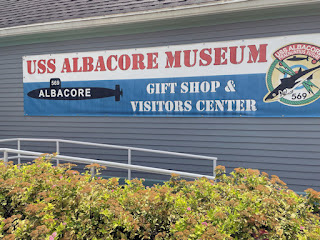 USS ALBACORE MUSEUM
569
ALBACORE
GIFT SHOP &
VISITORS CENTER
USS ALBACORE
569